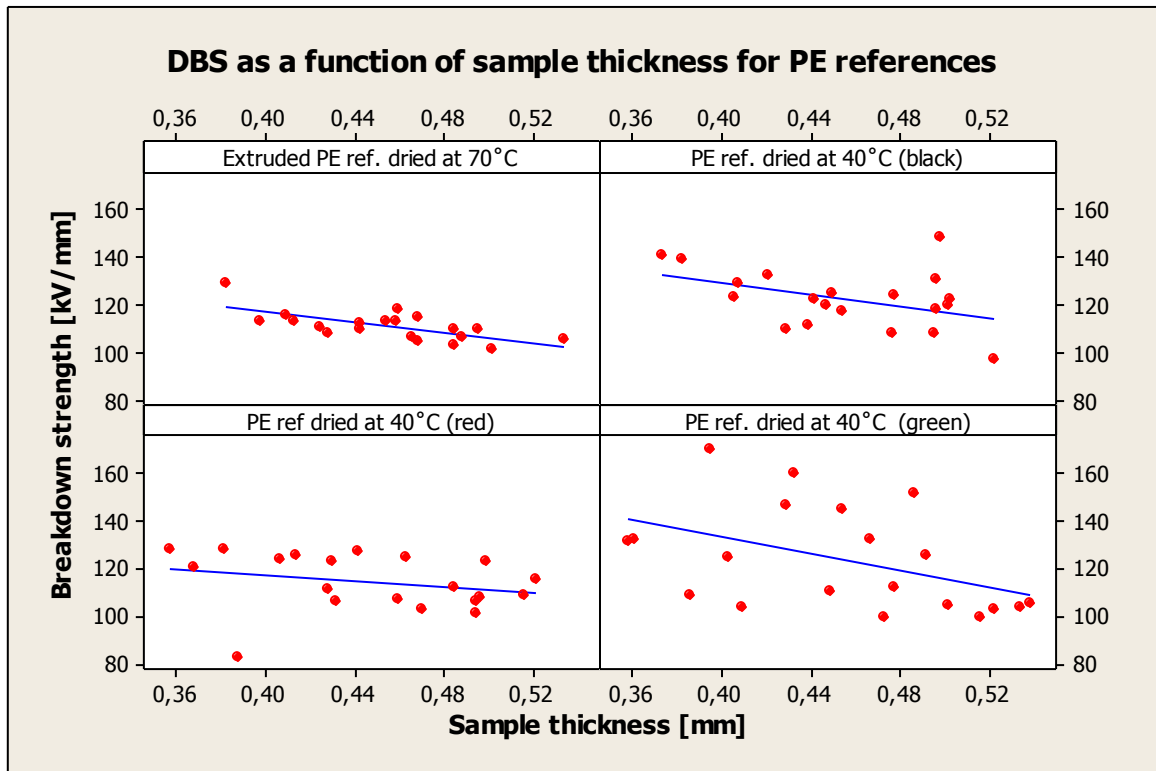 DBS as a function of sample thickness for PE references
0,36 0,40 0,44 0,48 0,52 0,36 0,40 0,44 0,48 0,52
Extruded PE ref. dried at 70°C PE ref. dried at 40°C (black)
160 160
140 140
120 120
100 100
80 80
PE ref dried at 40°C (red) PE ref. dried at 40°C (green)
160 160
140 140
120 120
100 100
80 80
Breakdown strength [kV/mm]
0,36 0,40 0,44 0,48 0,52 0,36 0,40 0,44 0,48 0,52
Sample thickness [mm]